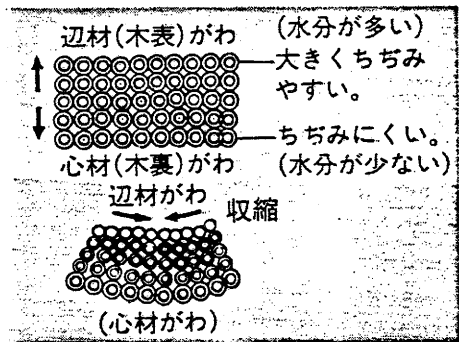 辺材(木表)がわ
(水分が多い)
大きくちぢみ
やすい。
ちぢみにくい。
(水分が少ない)
心材(木裏)がわ
辺材がわ
収縮
(心材がわ)